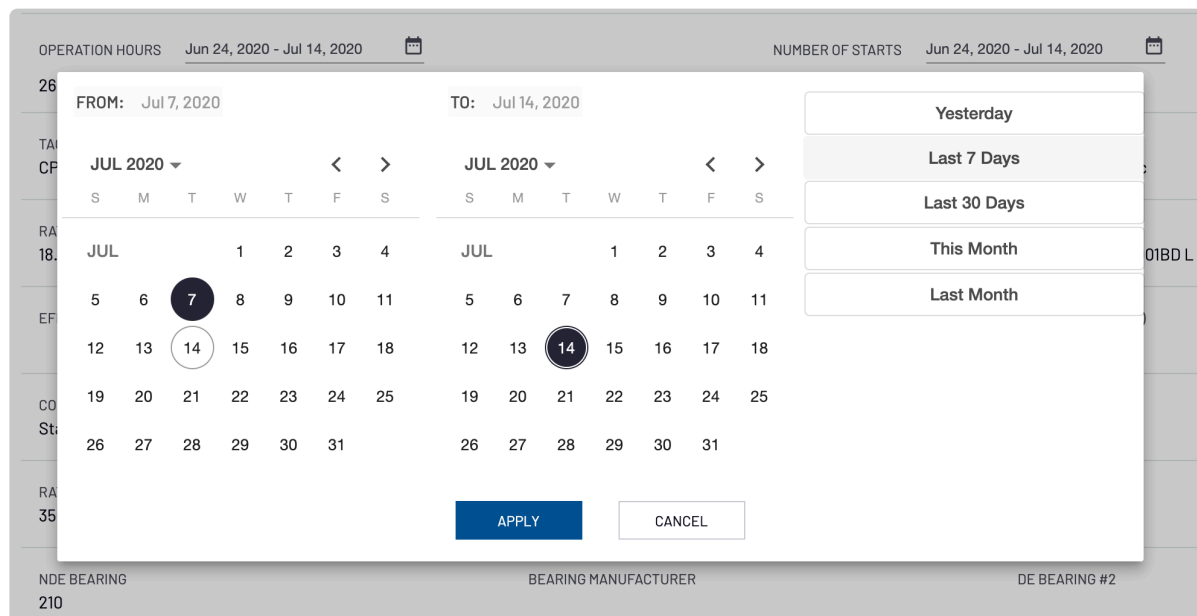 OPERATION HOURS Jun 24, 2020 - Jul 14, 2020 NUMBER OF STARTS Jun 24, 2020 - Jul 14, 2020
26
FROM: Jul 7, 2020 TO: Jul 14, 2020 Yesterday
JUL 2020 JUL 2020 Last 7 Days
S M T W T F S S M T W T F S Last 30 Days
JUL 1 2 3 4 JUL 1 2 3 4 This Month
18. 01BD L
5 6 7 8 9 10 11 5 6 7 8 9 10 11 Last Month
12 13 14 15 16 17 18 12 13 14 15 16 17 18
19 20 21 22 23 24 25 19 20 21 22 23 24 25
26 27 28 29 30 31 26 27 28 29 30 31
35
APPLY CANCEL
NDE BEARING BEARING MANUFACTURER DE BEARING #2
210